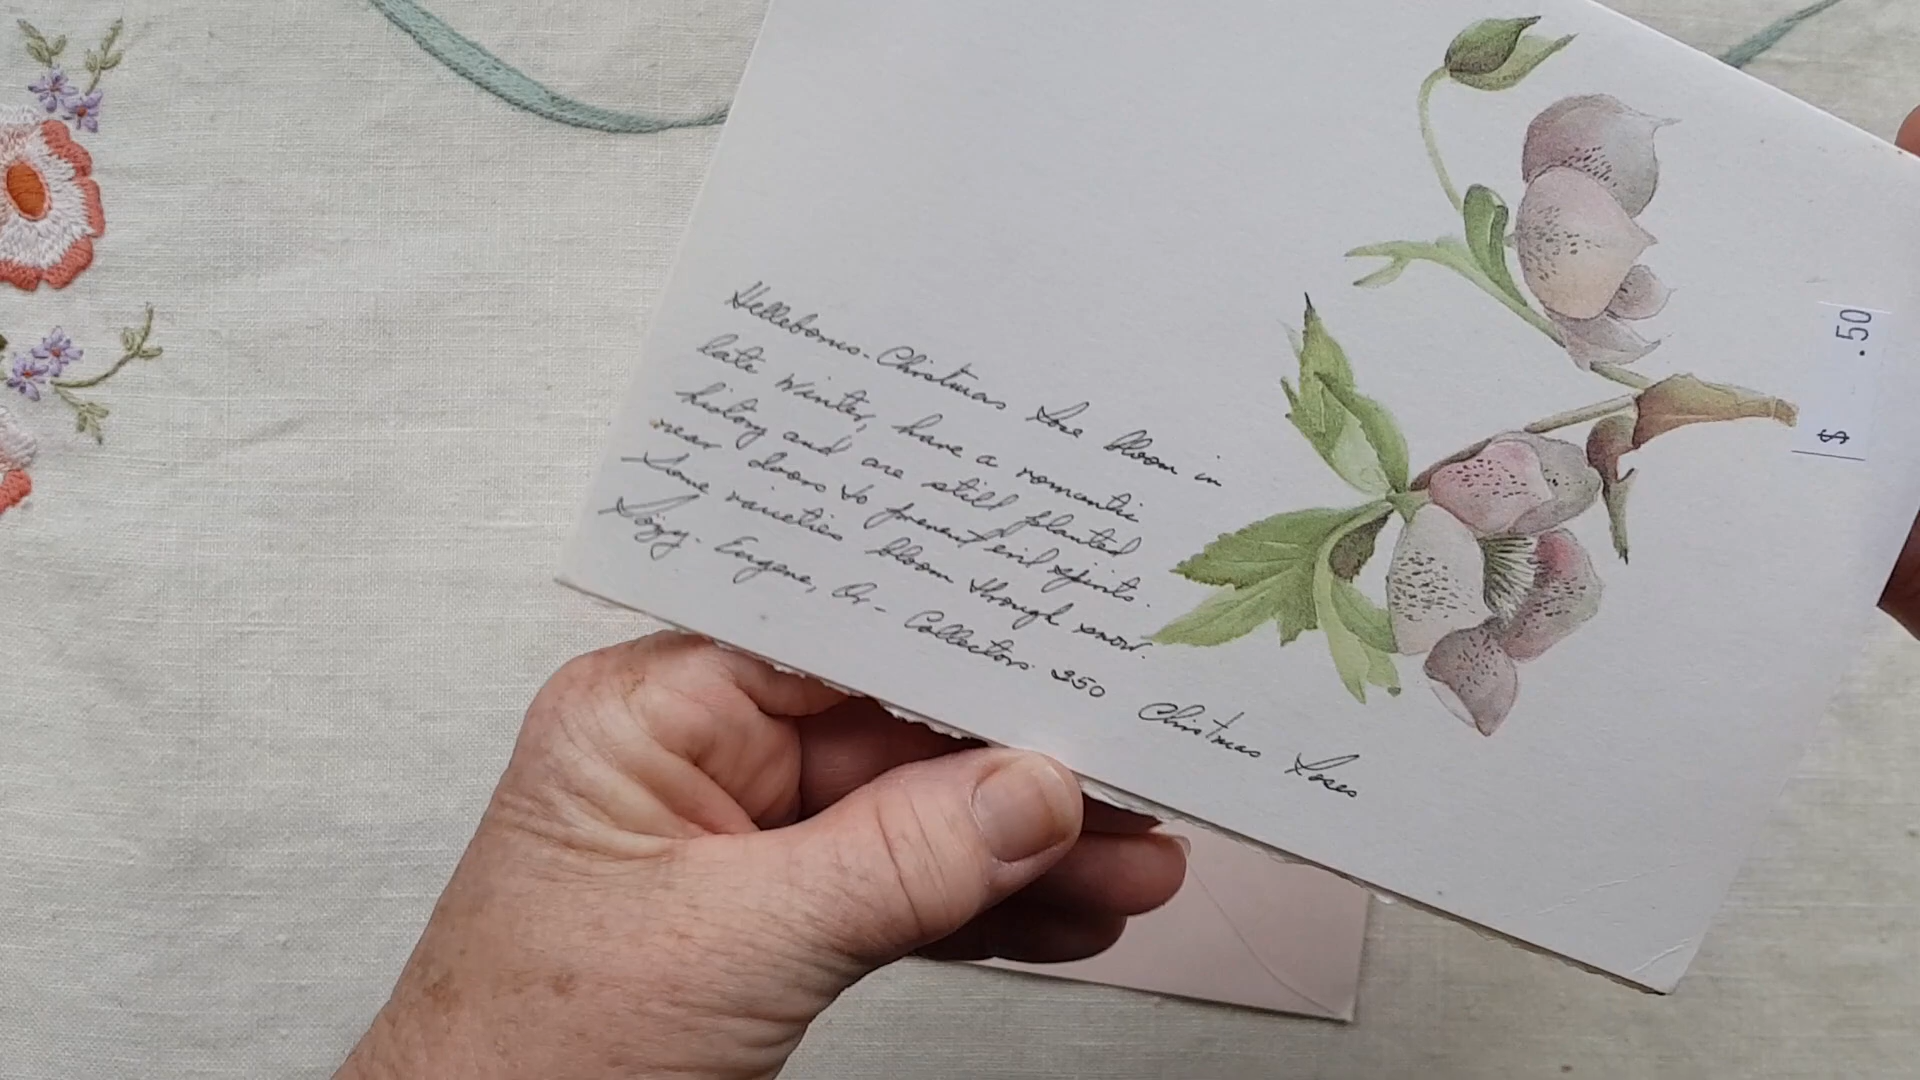 Hellebores - Christmas Rose bloom in
late Winter, have a romantic
history and are still planted
near doors to prevent evil spirits.
Some varieties bloom through snow.
Eugene, Or - Collectors 350 Christmas Roses
$ .50